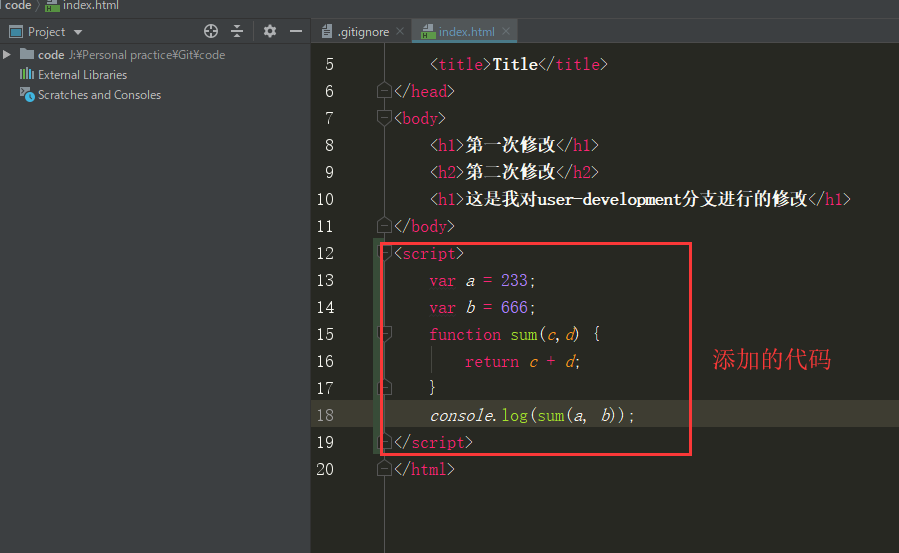 code 〉 index.html
Project
.gitignore
index.html
code J:¥Personal practice¥Git¥code
External Libraries
Scratches and Consoles
5 <title>Title</title>
6 </head>
7 <body>
8 <h1>第一次修改</h1>
9 <h2>第二次修改</h2>
10 <h1>这是我对user-development分支进行的修改</h1>
11 </body>
12 <script>
13 var a = 233;
14 var b = 666;
15 function sum(c,d) {
16 return c + d;
17 }
18 console.log(sum(a, b));
19 </script>
20 </html>
添加的代码